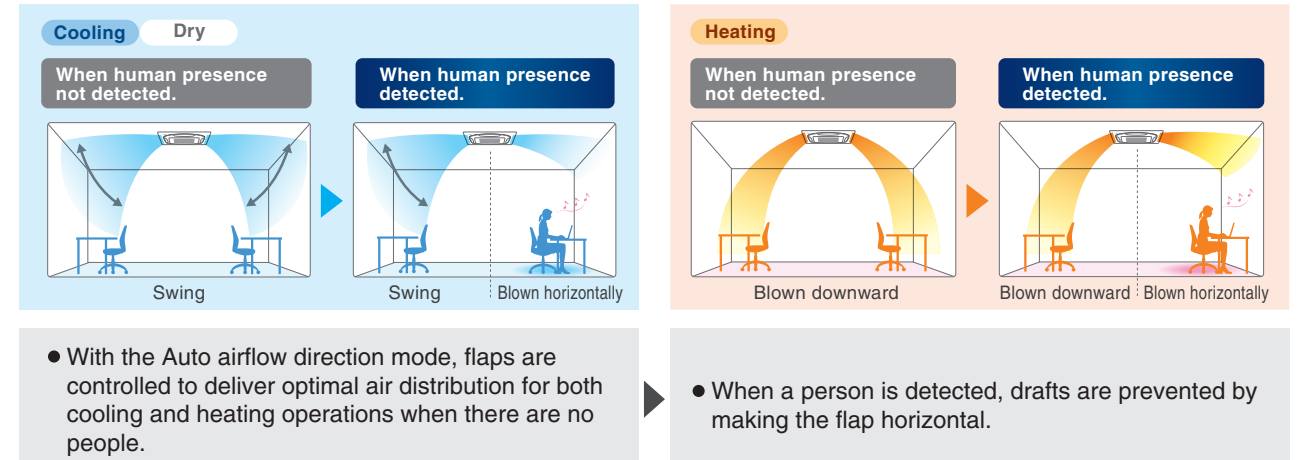 Cooling
Dry
When human presence
not detected.
When human presence
detected.
Swing
Swing
Blown horizontally
Heating
When human presence
not detected.
When human presence
detected.
Blown downward
Blown downward
Blown horizontally
● With the Auto airflow direction mode, flaps are
controlled to deliver optimal air distribution for both
cooling and heating operations when there are no
people.
● When a person is detected, drafts are prevented by
making the flap horizontal.